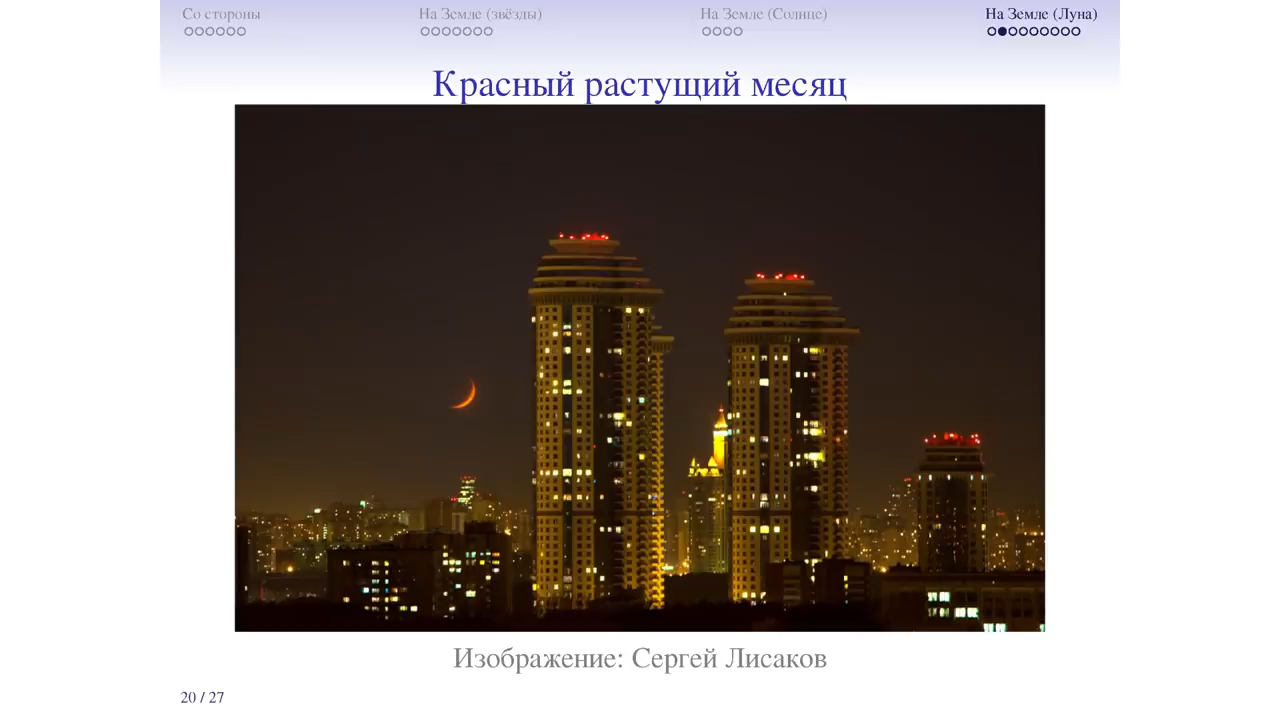 Со стороны
На Земле (звёзды)
На Земле (Солнце)
На Земле (Луна)
Красный растущий месяц
Изображение: Сергей Лисаков
20 / 27